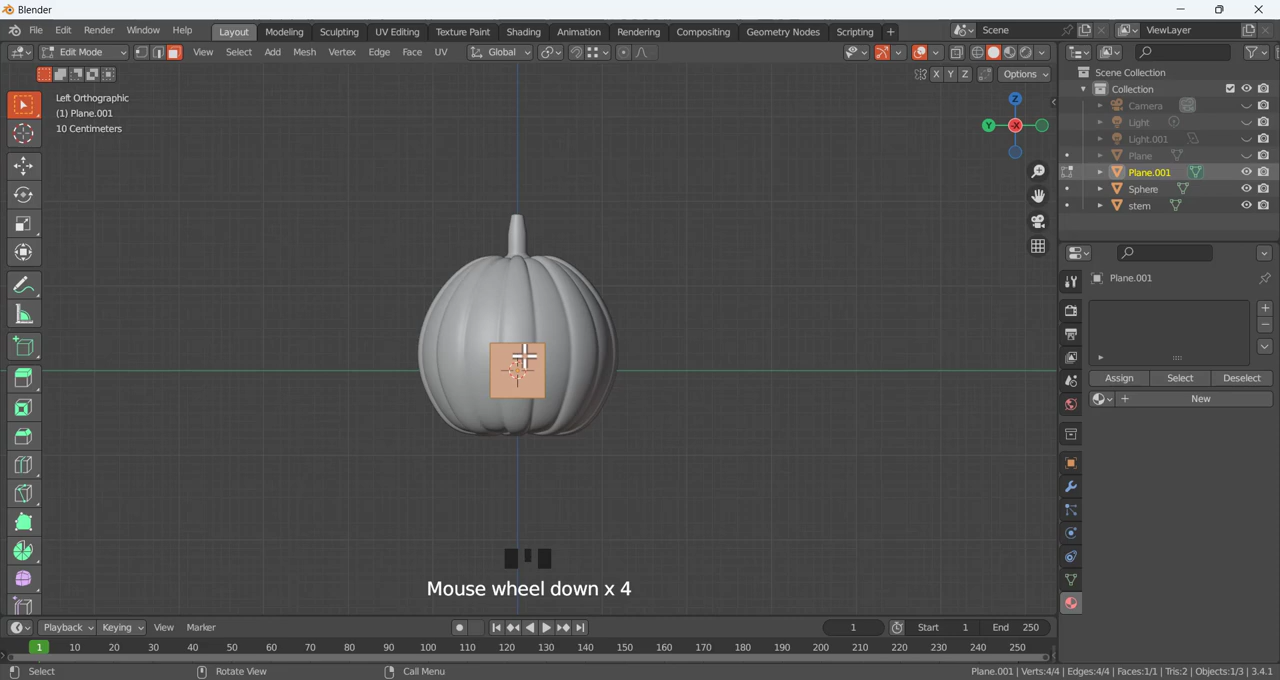 Blender
File Edit Render Window Help Layout Modeling Sculpting UV Editing Texture Paint Shading Animation Rendering Compositing Geometry Nodes Scripting + Scene ViewLayer
Edit Mode View Select Add Mesh Vertex Edge Face UV Global
X Y Z Options
Left Orthographic
(1) Plane.001
10 Centimeters
Z
Y
-X
Scene Collection
Collection
Camera
Light
Light.001
Plane
Plane.001
Sphere
stem
Plane.001
Assign Select Deselect
New
Mouse wheel down x 4
Playback Keying View Marker 1 Start 1 End 250
1 10 20 30 40 50 60 70 80 90 100 110 120 130 140 150 160 170 180 190 200 210 220 230 240 250
Select Rotate View Call Menu Plane.001 | Verts:4/4 | Edges:4/4 | Faces:1/1 | Tris:2 | Objects:1/3 | 3.4.1